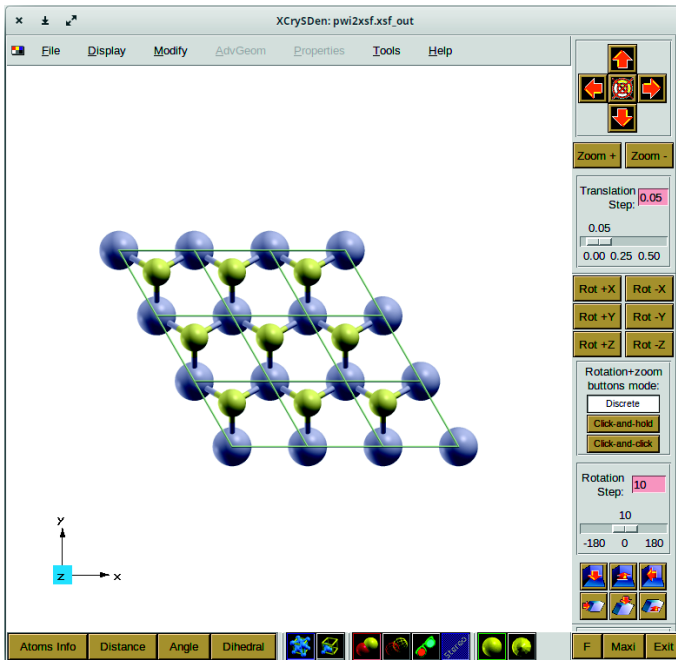 XCrySDen: pwi2xsf.xsf_out
File Display Modify AdvGeom Properties Tools Help
Zoom + Zoom -
Translation
Step: 0.05
0.05
0.00 0.25 0.50
Rot +X Rot -X
Rot +Y Rot -Y
Rot +Z Rot -Z
Rotation+zoom
buttons mode:
Discrete
Click-and-hold
Click-and-click
Rotation
Step: 10
10
-180 0 180
y
z x
Atoms Info Distance Angle Dihedral Stereo F Maxi Exit